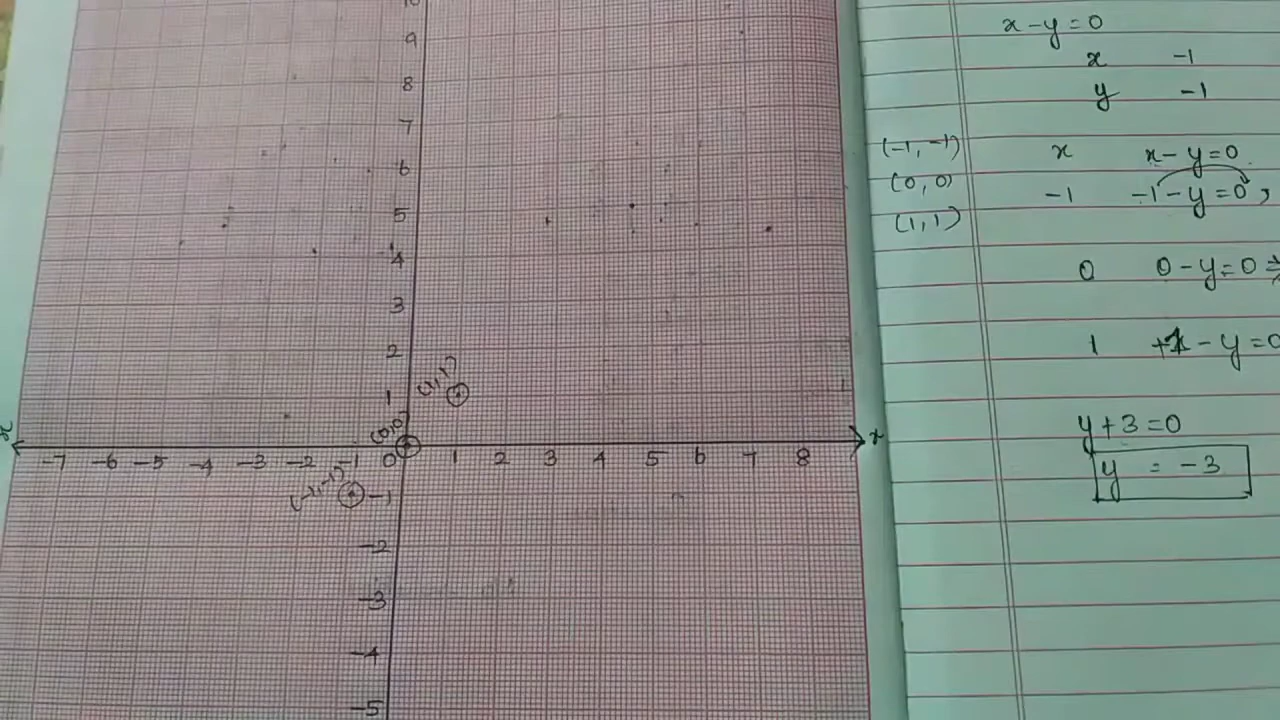 10
9
8
7
6
5
4
3
2
1
(1,1)
(0,0)
x
-7 -6 -5 -4 -3 -2 -1 0 1 2 3 4 5 6 7 8
x
(-1,-1)
-1
-2
-3
-4
-5
x-y=0
x -1
y -1
(-1,-1)
(0,0)
(1,1)
x x-y=0
-1 -1-y=0,
0 0-y=0 ⇒
1 +1-y=0
y+3=0
y = -3